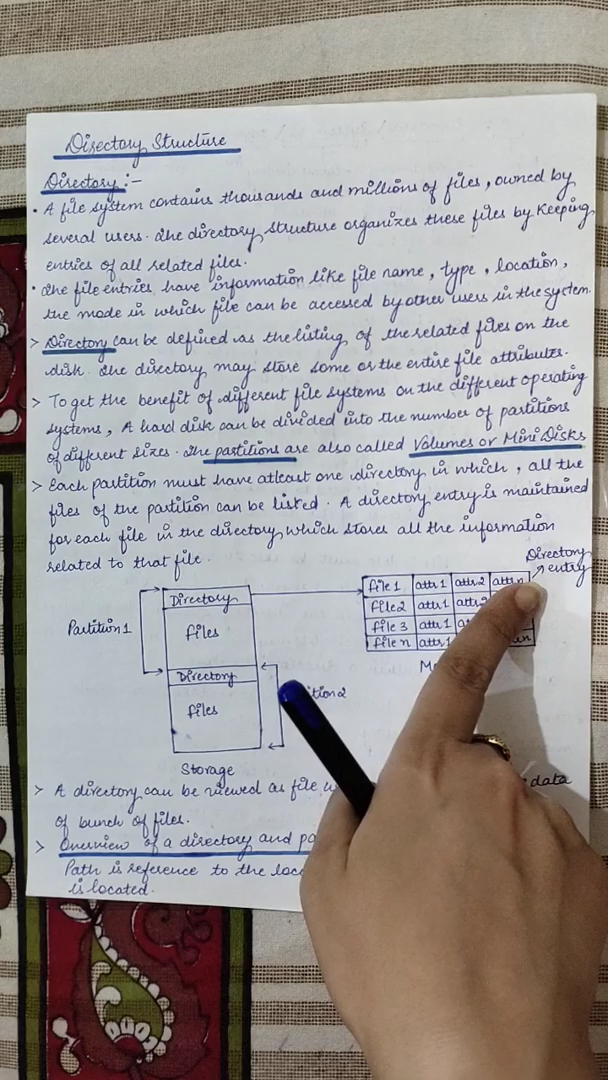 Directory Structure
Directory :-
• A file system contains thousands and millions of files, owned by
several users. The directory structure organizes these files by keeping
entries of all related files.
• The file entries have information like file name, type, location,
the mode in which file can be accessed by other users in the system.
> Directory can be defined as the listing of the related files on the
disk. The directory may store some or the entire file attributes.
> To get the benefit of different file systems on the different operating
systems, A hard disk can be divided into the number of partitions
of different sizes. The partitions are also called Volumes or Mini Disks
> Each partition must have atleast one directory in which, all the
files of the partition can be listed. A directory entry is maintained
for each file in the directory which stores all the information
related to that file.
Directory
entry
Partition 1
Directory
files
Directory
files
Storage
file 1 attr 1 attr 2 attr n
file 2 attr 1
file 3 attr 1
file n attr 1
> A directory can be viewed as file data
of bunch of files.
> Overview of a directory and
Path is reference to the
is located.